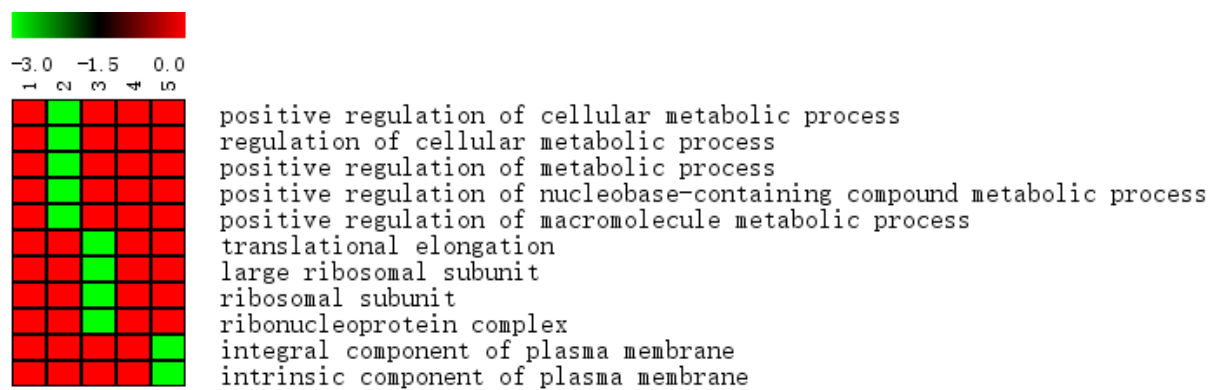 -3.0 -1.5 0.0
1 2 3 4 5
positive regulation of cellular metabolic process
regulation of cellular metabolic process
positive regulation of metabolic process
positive regulation of nucleobase-containing compound metabolic process
positive regulation of macromolecule metabolic process
translational elongation
large ribosomal subunit
ribosomal subunit
ribonucleoprotein complex
integral component of plasma membrane
intrinsic component of plasma membrane